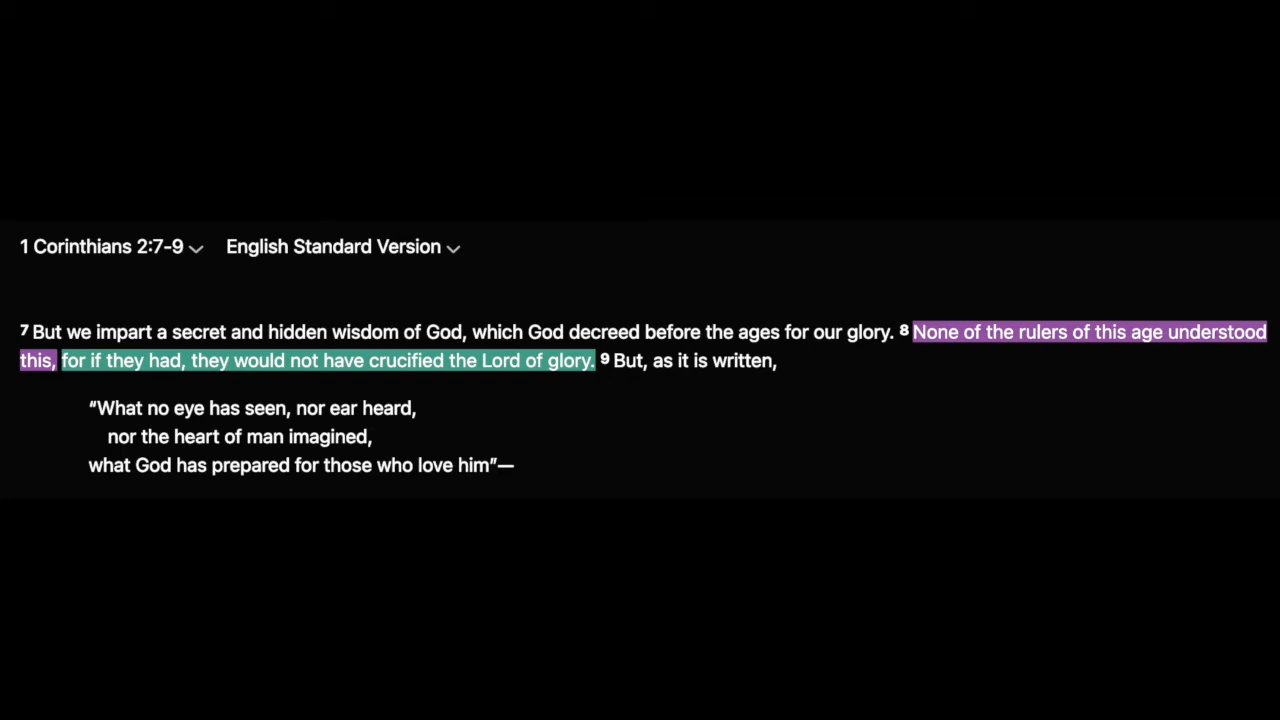 1 Corinthians 2:7-9 English Standard Version
7 But we impart a secret and hidden wisdom of God, which God decreed before the ages for our glory. 8 None of the rulers of this age understood
this, for if they had, they would not have crucified the Lord of glory. 9 But, as it is written,
“What no eye has seen, nor ear heard,
nor the heart of man imagined,
what God has prepared for those who love him”—